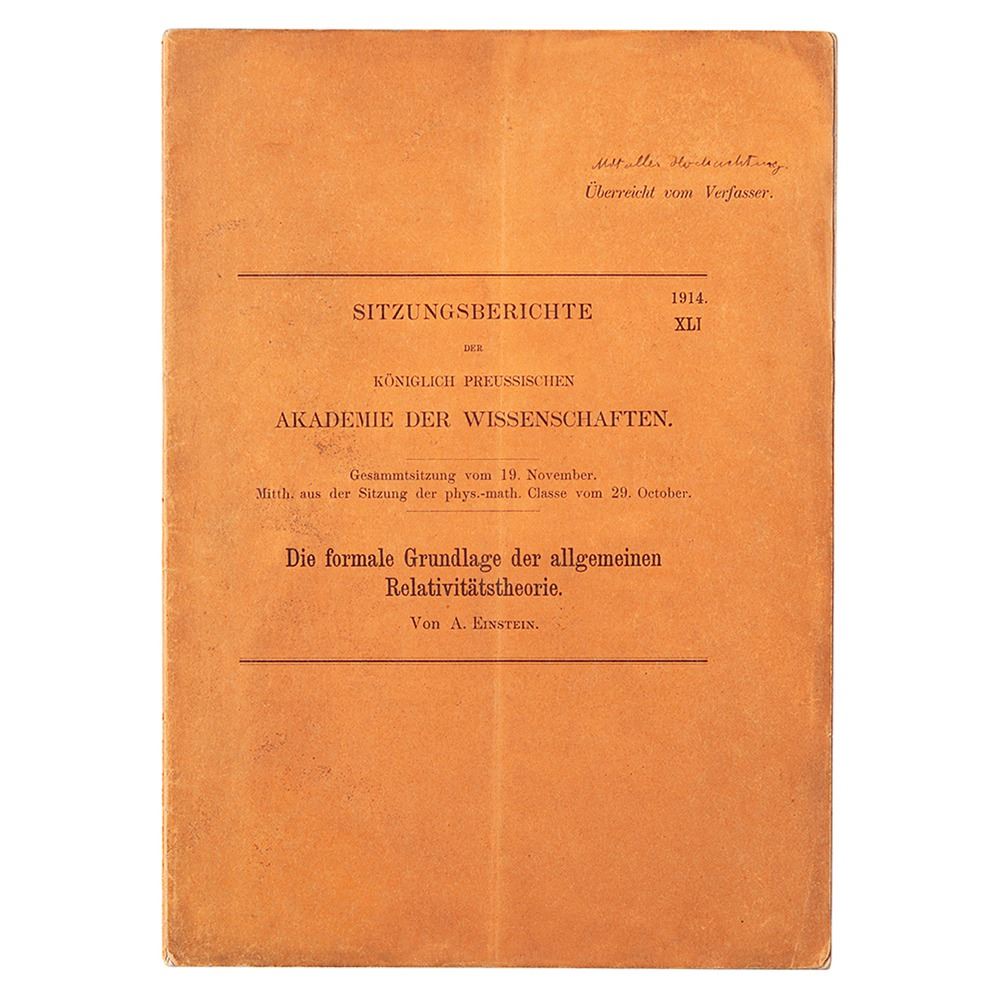 Mit aller Hochachtung.
Überreicht vom Verfasser.
1914.
XLI
SITZUNGSBERICHTE
DER
KÖNIGLICH PREUSSISCHEN
AKADEMIE DER WISSENSCHAFTEN.
Gesammtsitzung vom 19. November.
Mitth. aus der Sitzung der phys.-math. Classe vom 29. October.
Die formale Grundlage der allgemeinen
Relativitätstheorie.
Von A. EINSTEIN.